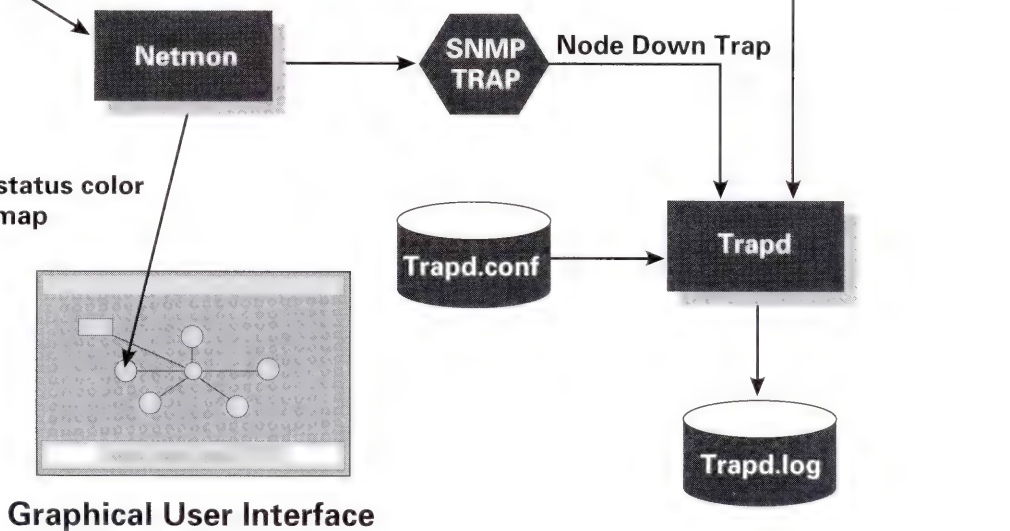 Netmon
SNMP
TRAP
Node Down Trap
status color
map
Trapd.conf
Trapd
Trapd.log
Graphical User Interface